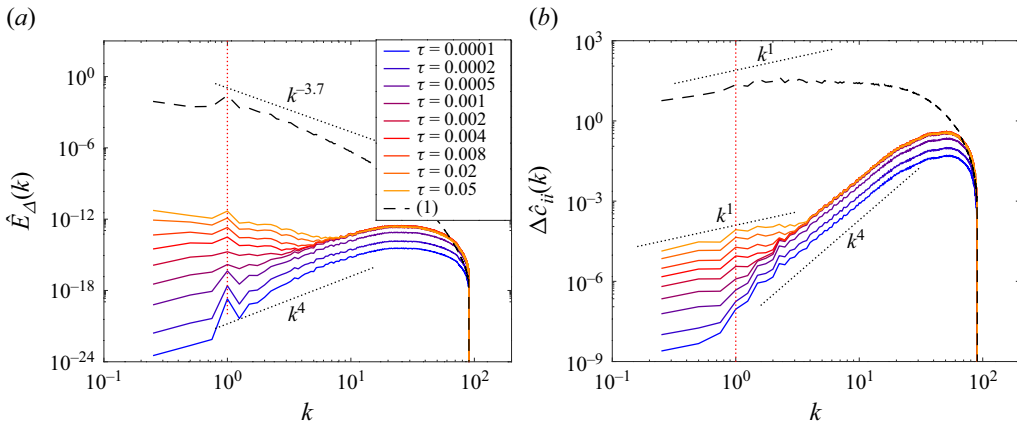 (a)
10^0
10^−6
10^−12
10^−18
10^−24
Ê_Δ(k)
k^−3.7
k^4
τ = 0.0001
τ = 0.0002
τ = 0.0005
τ = 0.001
τ = 0.002
τ = 0.004
τ = 0.008
τ = 0.02
τ = 0.05
(1)
10^−1
10^0
10^1
10^2
k
(b)
10^3
10^0
10^−3
10^−6
10^−9
Δĉ_ii(k)
k^1
k^1
k^4
10^−1
10^0
10^1
10^2
k